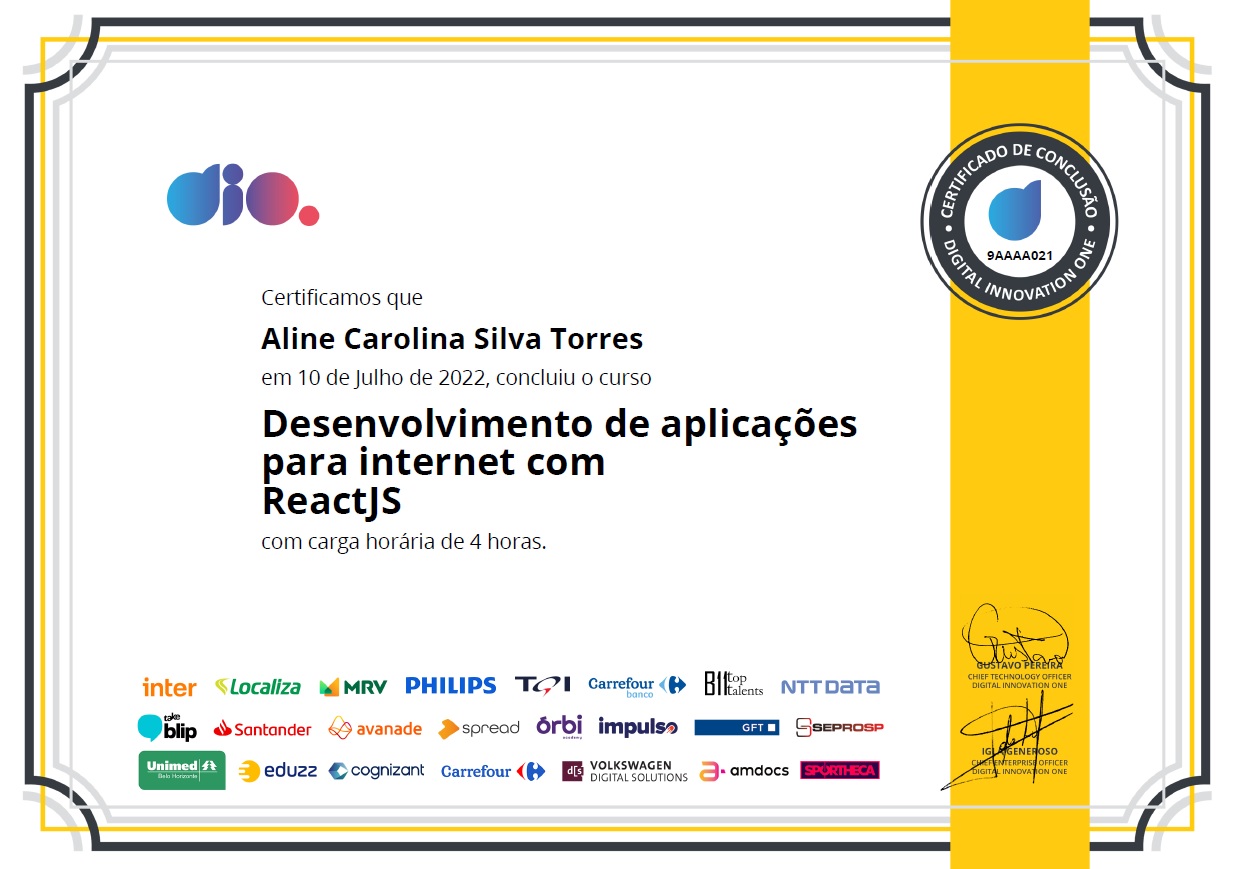 dio.
CERTIFICADO DE CONCLUSÃO
9AAAA021
DIGITAL INNOVATION ONE
Certificamos que
Aline Carolina Silva Torres
em 10 de Julho de 2022, concluiu o curso
Desenvolvimento de aplicações
para internet com
ReactJS
com carga horária de 4 horas.
GUSTAVO PEREIRA
CHIEF TECHNOLOGY OFFICER
DIGITAL INNOVATION ONE
inter Localiza MRV PHILIPS TQI Carrefour banco B11 top talents NTT DATA
take blip Santander avanade spread órbi academy impulso GFT SEPROSP
GENEROSO
CHIEF ENTERPRISE OFFICER
DIGITAL INNOVATION ONE
Unimed Belo Horizonte eduzz cognizant Carrefour d[s VOLKSWAGEN DIGITAL SOLUTIONS amdocs SPORTHECA